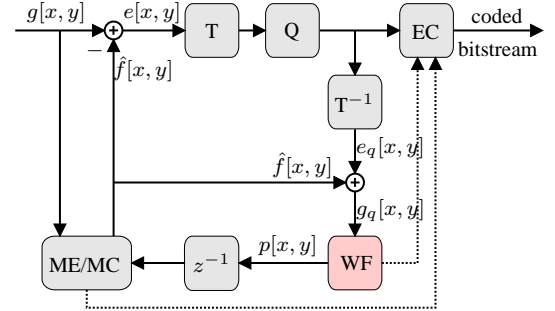 g[x, y]
e[x, y]
T
Q
EC
coded
bitstream
−
f̂[x, y]
T⁻¹
e_q[x, y]
f̂[x, y]
g_q[x, y]
ME/MC
z⁻¹
p[x, y]
WF